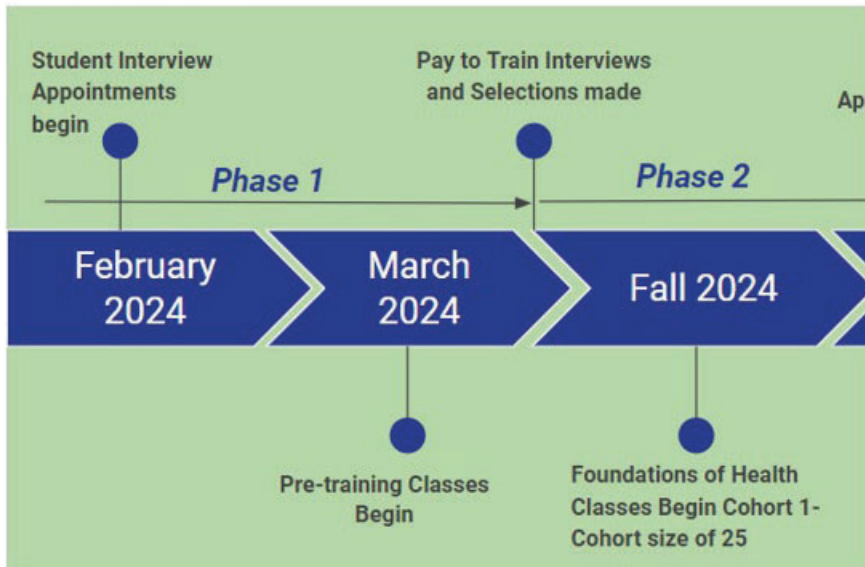 Student Interview
Appointments
begin
Pay to Train Interviews
and Selections made
Ap
Phase 1
Phase 2
February
2024
March
2024
Fall 2024
Pre-training Classes
Begin
Foundations of Health
Classes Begin Cohort 1-
Cohort size of 25